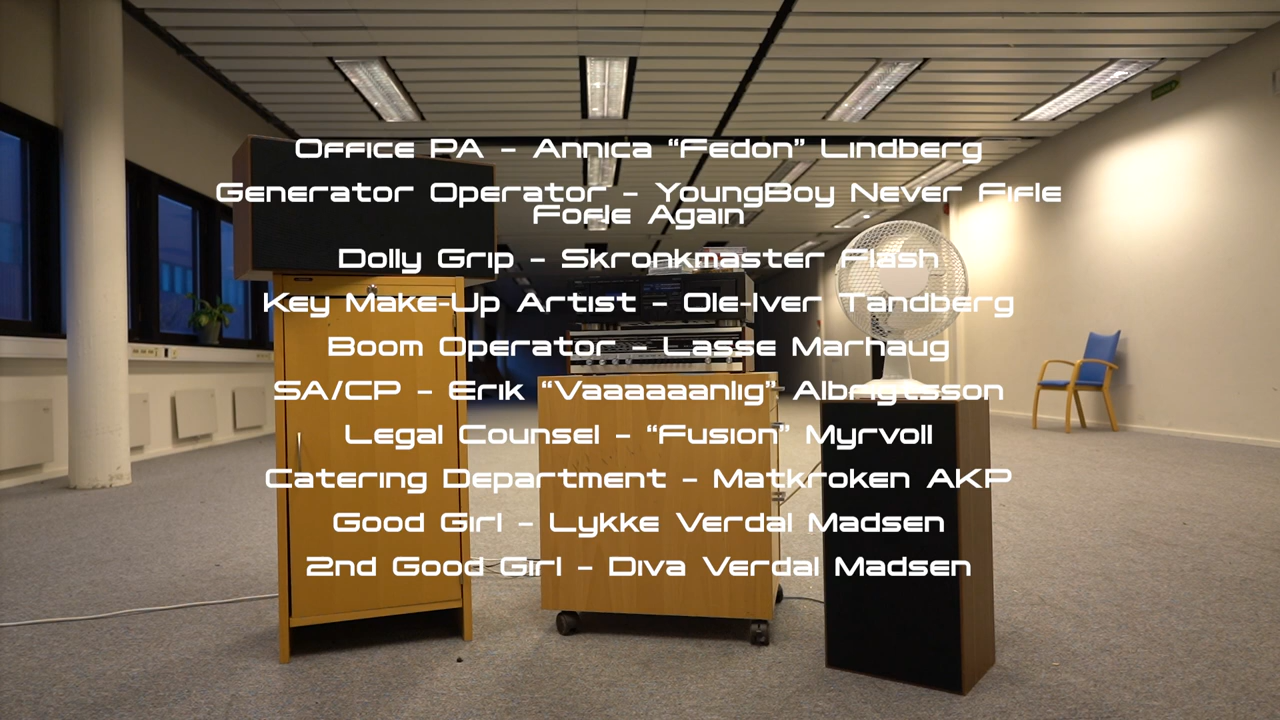 Office PA - Annica “Fedon” Lindberg
Generator Operator - YoungBoy Never Fifle
Forle Again
Dolly Grip - Skronkmaster Flash
Key Make-Up Artist - Ole-Iver Tandberg
Boom Operator - Lasse Marhaug
SA/CP - Erik “Vaaaaaanlig” Albrigtsson
Legal Counsel - “Fusion” Myrvoll
Catering Department - Matkroken AKP
Good Girl - Lykke Verdal Madsen
2nd Good Girl - Diva Verdal Madsen